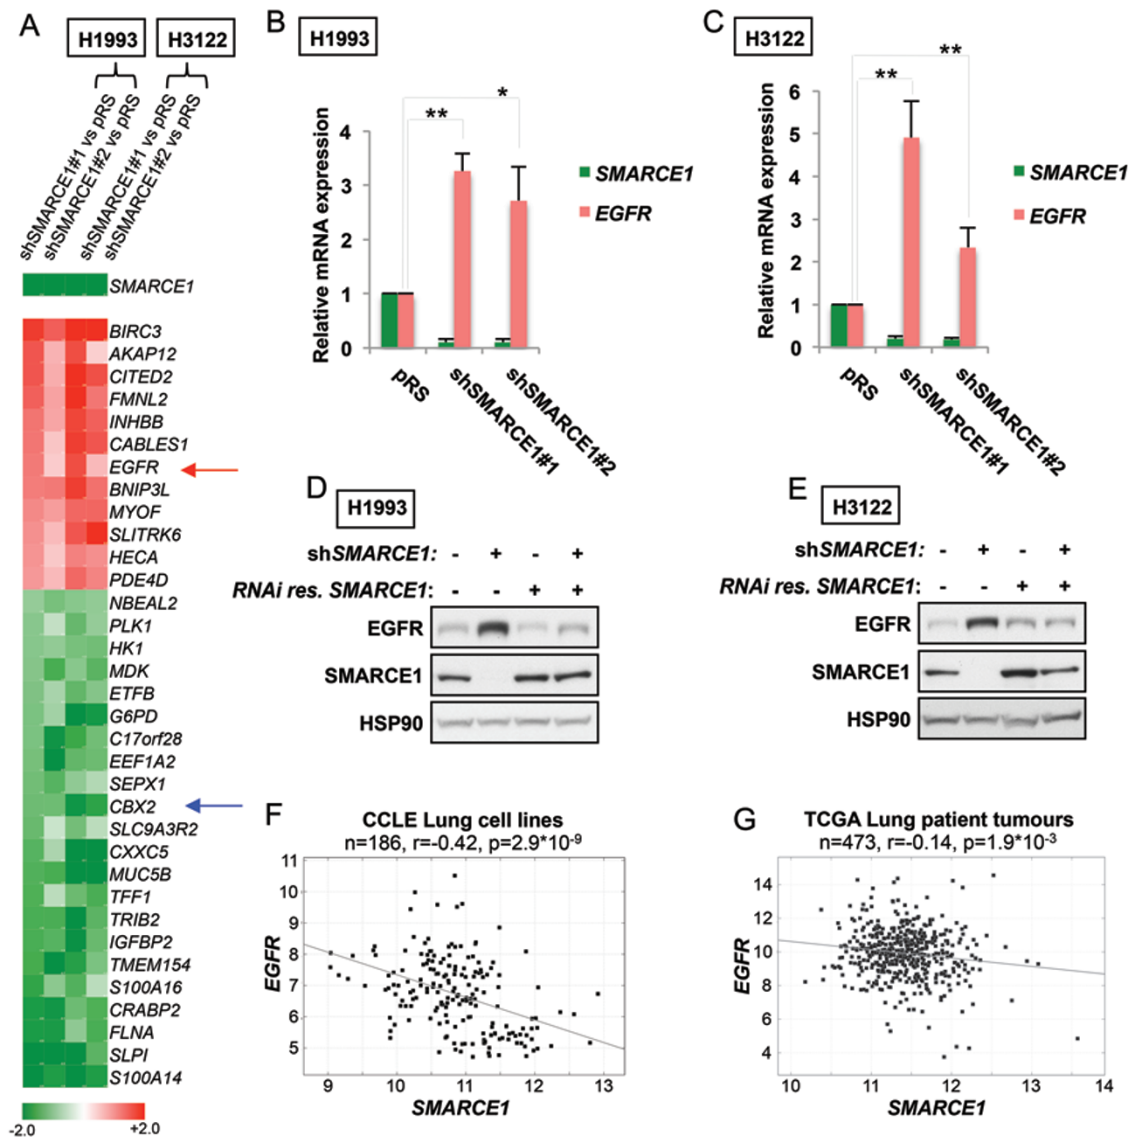 A
H1993
H3122
shSMARCE1#1 vs pRS
shSMARCE1#2 vs pRS
shSMARCE1#1 vs pRS
shSMARCE1#2 vs pRS
SMARCE1
BIRC3
AKAP12
CITED2
FMNL2
INHBB
CABLES1
EGFR
BNIP3L
MYOF
SLITRK6
HECA
PDE4D
NBEAL2
PLK1
HK1
MDK
ETFB
G6PD
C17orf28
EEF1A2
SEPX1
CBX2
SLC9A3R2
CXXC5
MUC5B
TFF1
TRIB2
IGFBP2
TMEM154
S100A16
CRABP2
FLNA
SLPI
S100A14
-2.0
+2.0
B
H1993
Relative mRNA expression
4
3
2
1
0
**
*
SMARCE1
EGFR
pRS
shSMARCE1#1
shSMARCE1#2
C
H3122
Relative mRNA expression
6
5
4
3
2
1
0
**
**
SMARCE1
EGFR
pRS
shSMARCE1#1
shSMARCE1#2
D
H1993
shSMARCE1: - + - +
RNAi res. SMARCE1: - - + +
EGFR
SMARCE1
HSP90
E
H3122
shSMARCE1: - + - +
RNAi res. SMARCE1: - - + +
EGFR
SMARCE1
HSP90
F
CCLE Lung cell lines
n=186, r=-0.42, p=2.9*10-9
EGFR
11
10
9
8
7
6
5
9 10 11 12 13
SMARCE1
G
TCGA Lung patient tumours
n=473, r=-0.14, p=1.9*10-3
EGFR
14
12
10
8
6
4
10 11 12 13 14
SMARCE1